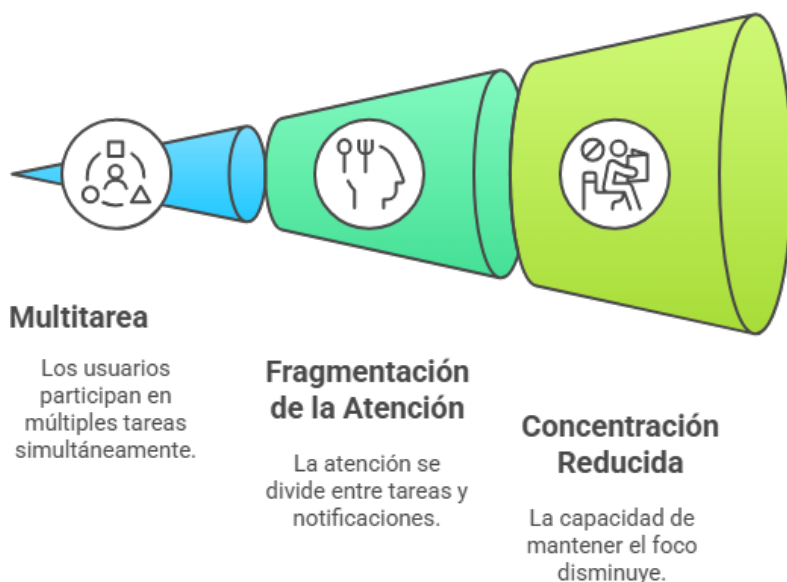 Multitarea
Los usuarios
participan en
múltiples tareas
simultáneamente.
Fragmentación
de la Atención
La atención se
divide entre tareas y
notificaciones.
Concentración
Reducida
La capacidad de
mantener el foco
disminuye.